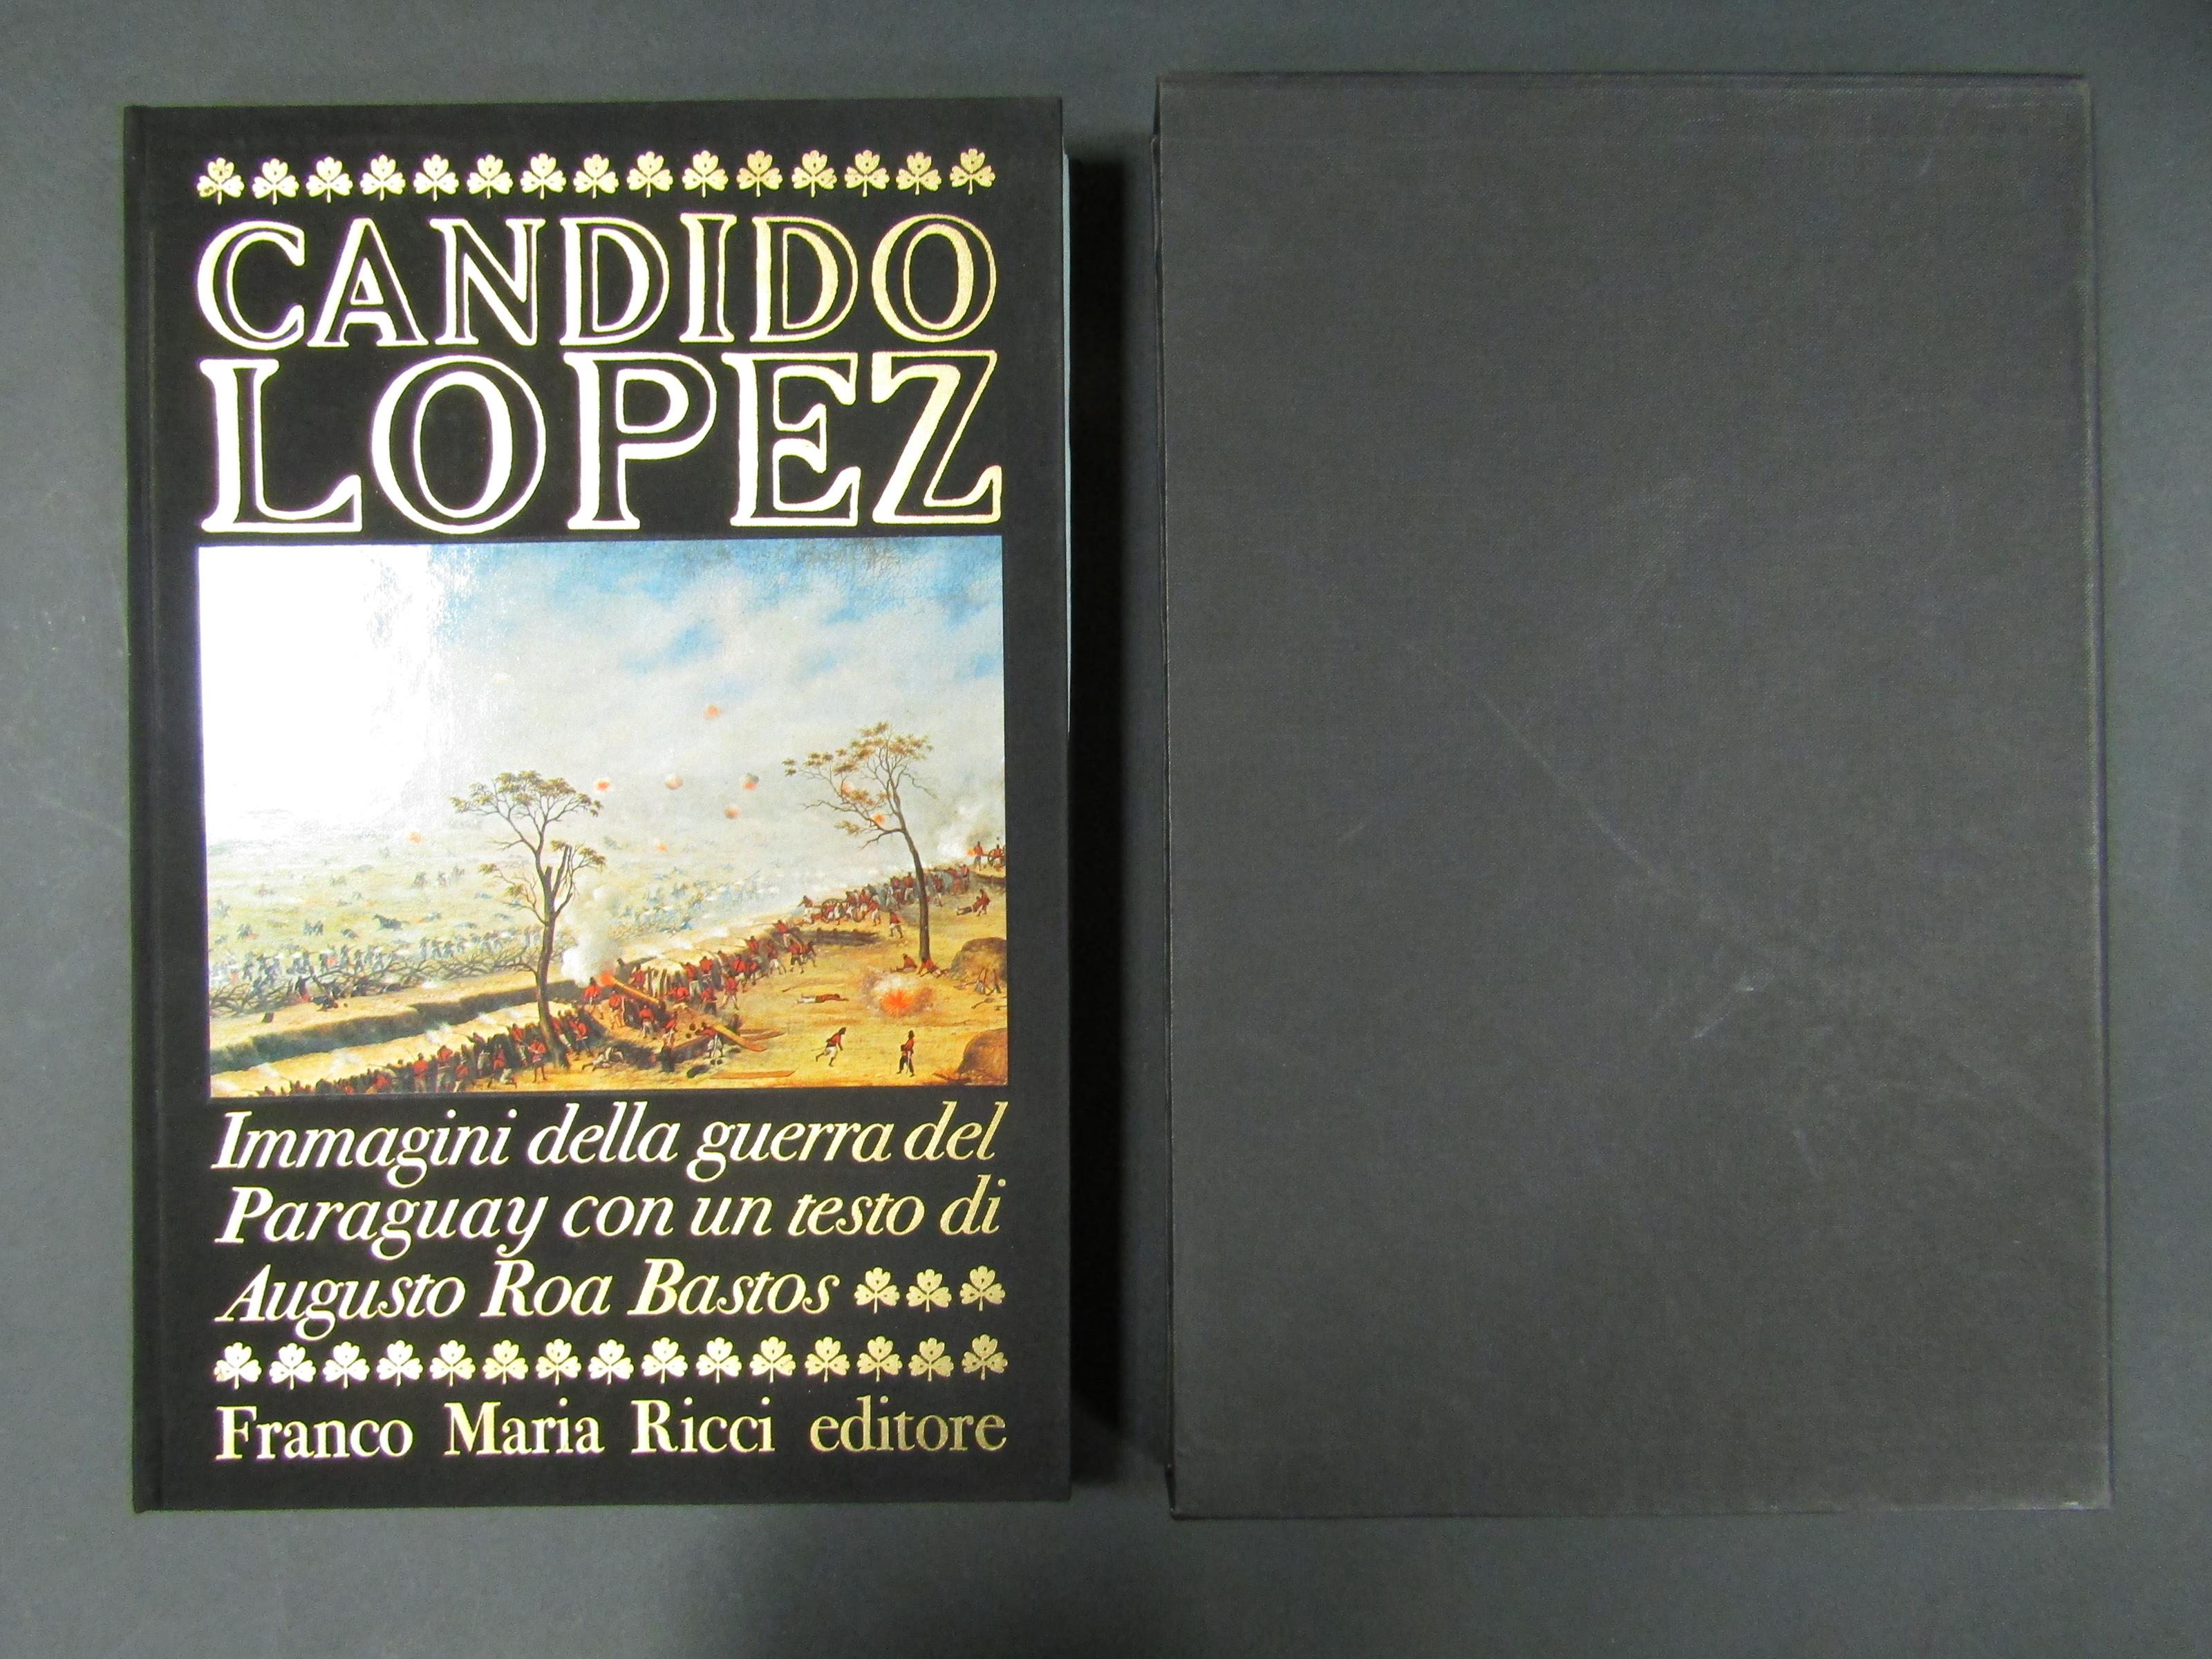 CANDIDO
LOPEZ
Immagini della guerra del
Paraguay con un testo di
Augusto Roa Bastos
Franco Maria Ricci editore